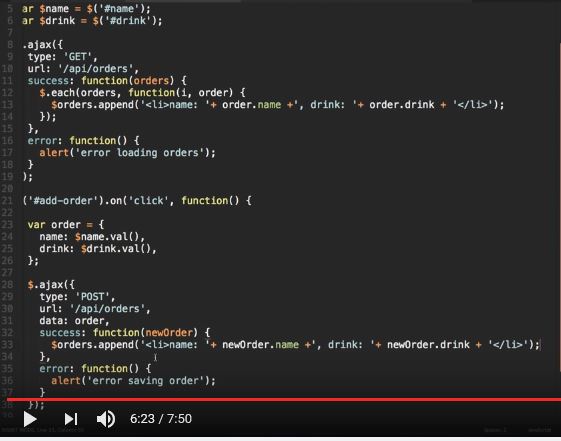 5 ar $name = $('#name');
6 ar $drink = $('#drink');
7
8 .ajax({
9 type: 'GET',
10 url: '/api/orders',
11 success: function(orders) {
12 $.each(orders, function(i, order) {
13 $orders.append('<li>name: '+ order.name +', drink: '+ order.drink + '</li>');
14 });
15 },
16 error: function() {
17 alert('error loading orders');
18 }
19 );
20
21 ('#add-order').on('click', function() {
22
23 var order = {
24 name: $name.val(),
25 drink: $drink.val(),
26 };
27
28 $.ajax({
29 type: 'POST',
30 url: '/api/orders',
31 data: order,
32 success: function(newOrder) {
33 $orders.append('<li>name: '+ newOrder.name +', drink: '+ newOrder.drink + '</li>');
34 },
35 error: function() {
36 alert('error saving order');
37 }
38 });
6:23 / 7:50